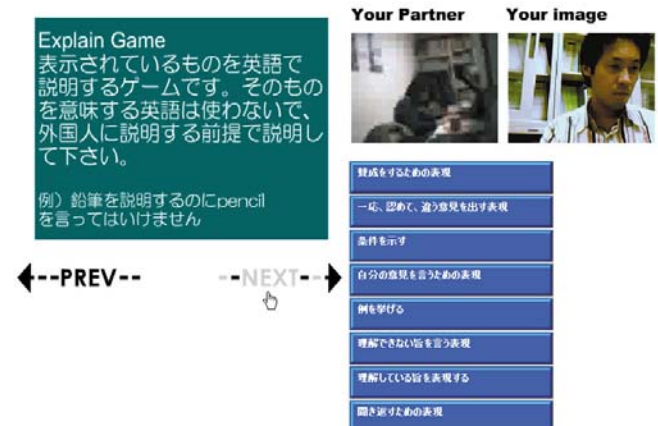 Explain Game
表示されているものを英語で
説明するゲームです。そのもの
を意味する英語は使わないで、
外国人に説明する前提で説明し
て下さい。
例）鉛筆を説明するのにpencil
を言ってはいけません
--PREV--
--NEXT--
Your Partner
Your image
賛成をするための表現
一応、認めて、違う意見を出す表現
条件を示す
自分の意見を言うための表現
例を挙げる
理解できない旨を言う表現
理解している旨を表現する
聞き返すための表現